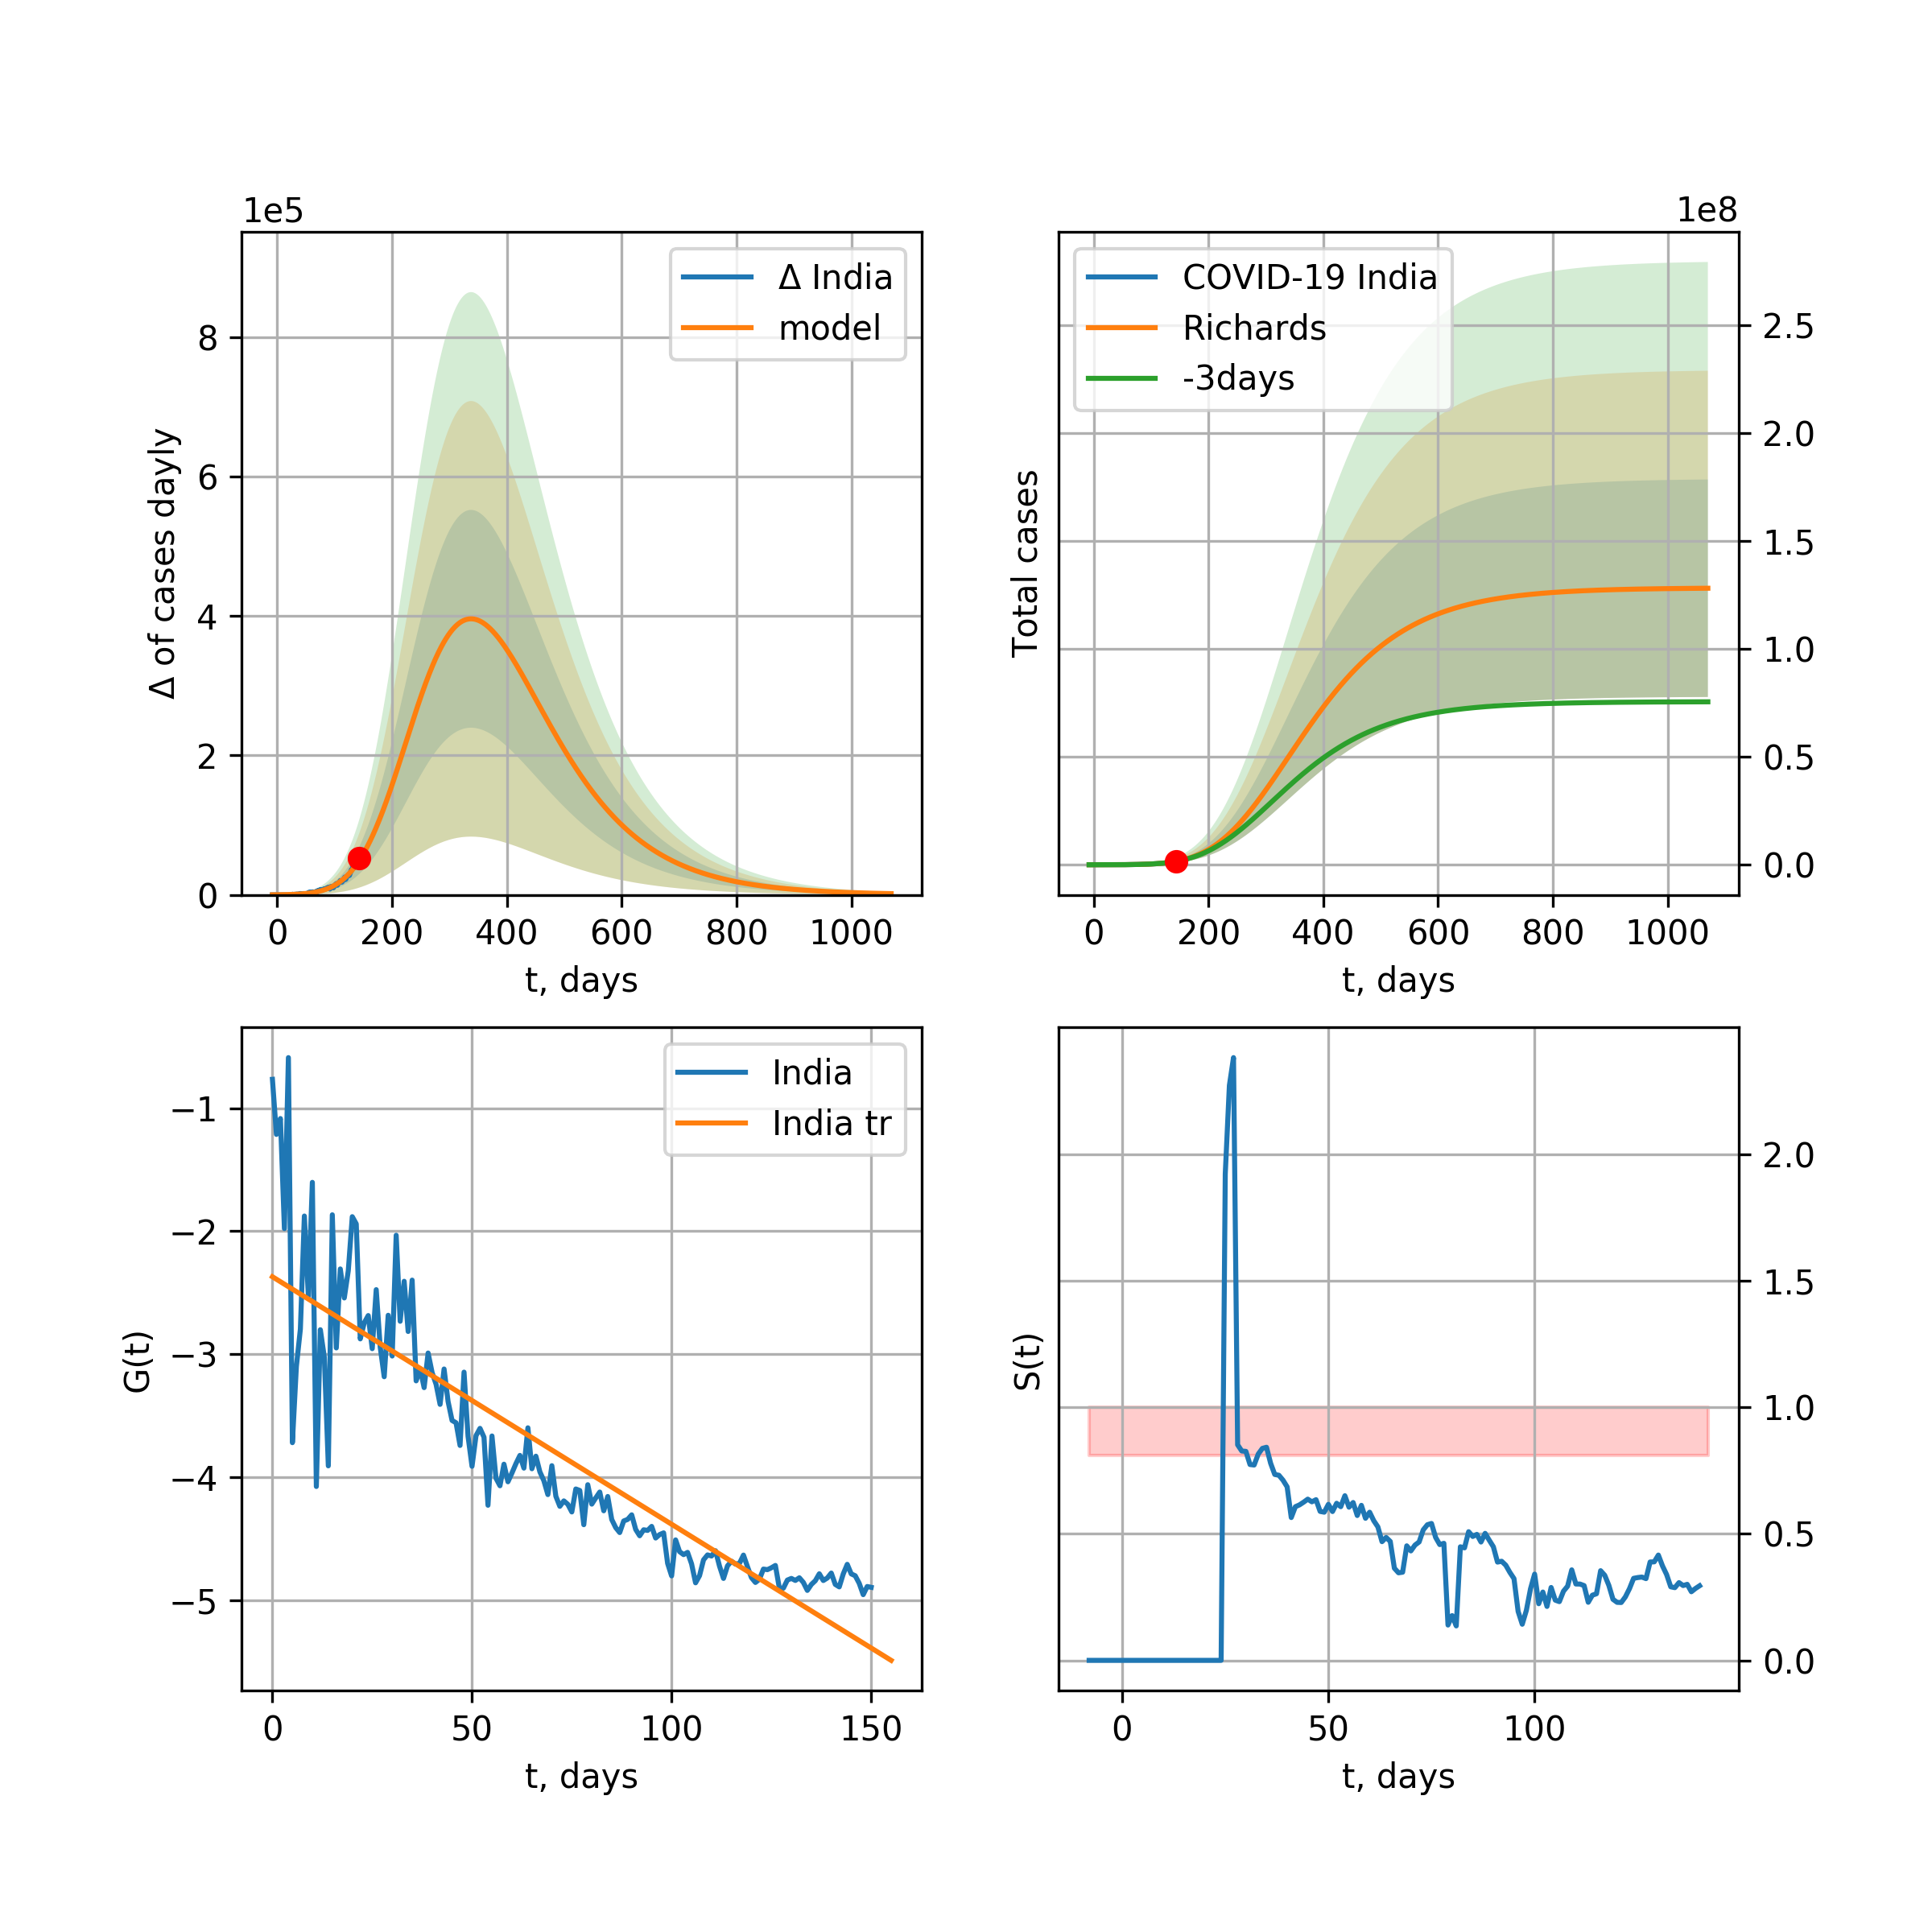 1e5
Δ of cases dayly
8
6
4
2
0
0 200 400 600 800 1000
t, days
Δ India
model
1e8
Total cases
2.5
2.0
1.5
1.0
0.5
0.0
0 200 400 600 800 1000
t, days
COVID-19 India
Richards
-3days
G(t)
−1
−2
−3
−4
−5
0 50 100 150
t, days
India
India tr
S(t)
2.0
1.5
1.0
0.5
0.0
0 50 100
t, days